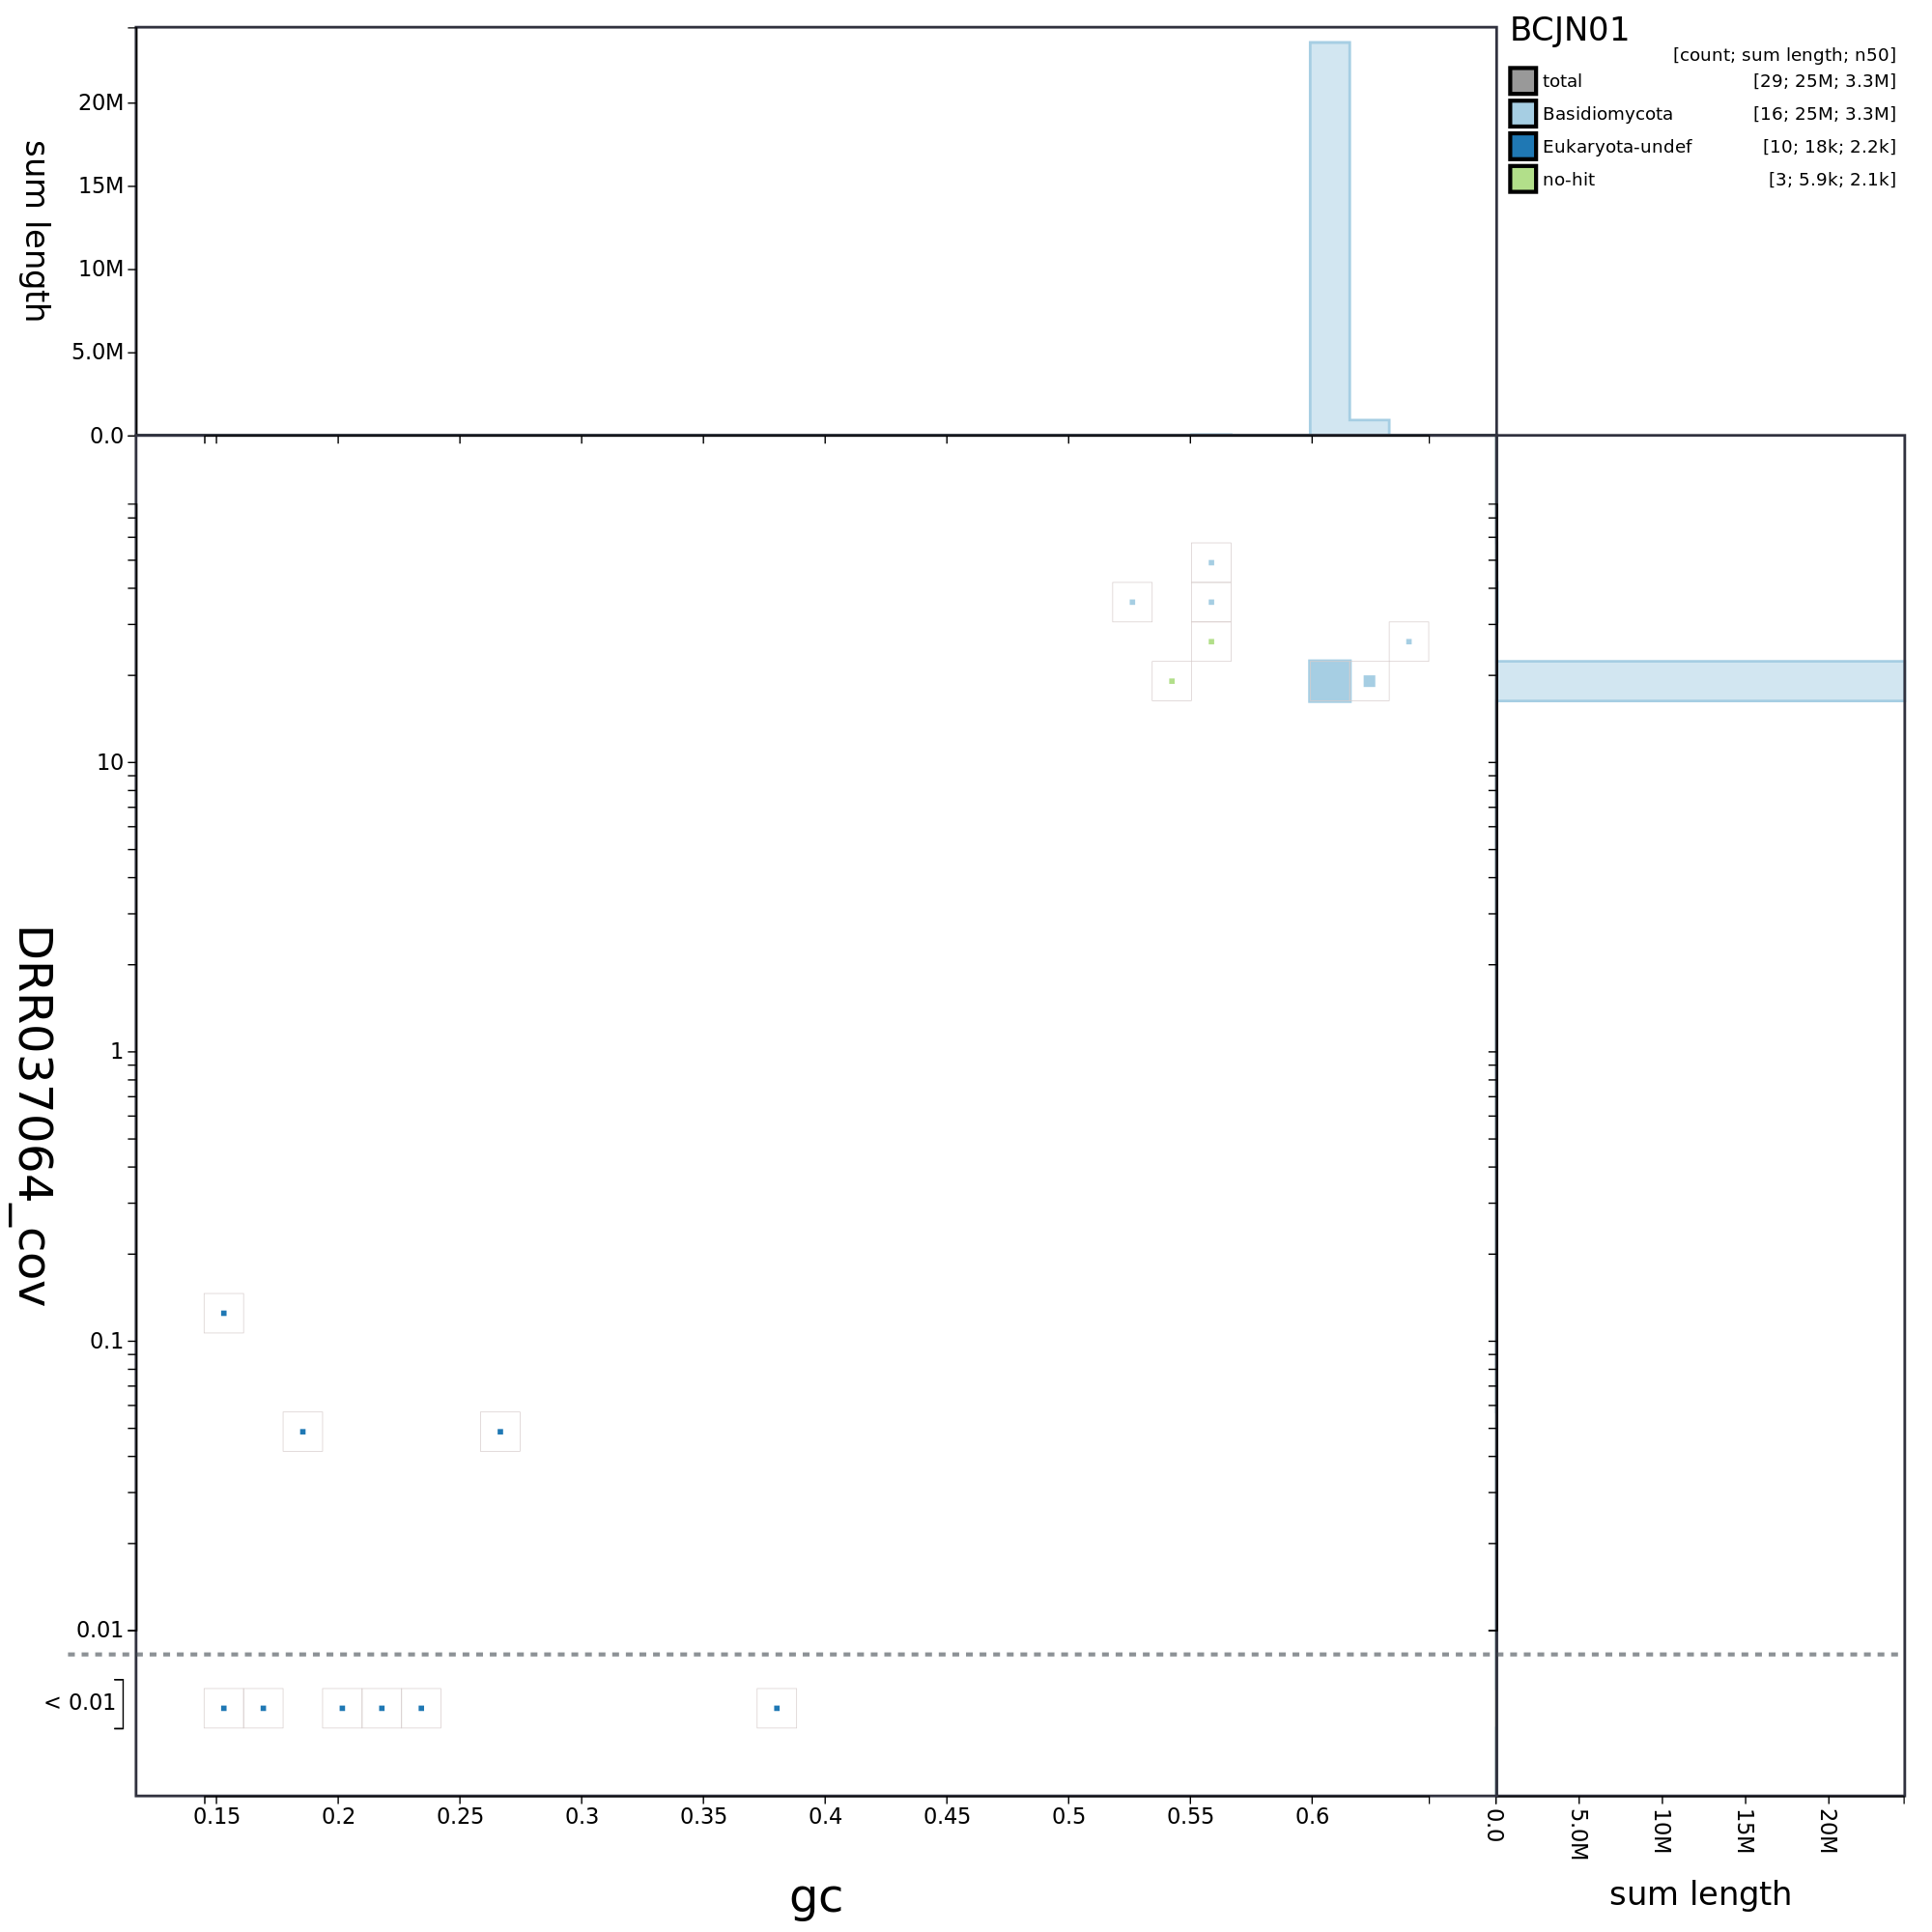 BCJN01
[count; sum length; n50]
total [29; 25M; 3.3M]
Basidiomycota [16; 25M; 3.3M]
Eukaryota-undef [10; 18k; 2.2k]
no-hit [3; 5.9k; 2.1k]
sum length
20M
15M
10M
5.0M
0.0
DRR037064_cov
10
1
0.1
0.01
< 0.01
0.15 0.2 0.25 0.3 0.35 0.4 0.45 0.5 0.55 0.6
gc
0.0 5.0M 10M 15M 20M
sum length